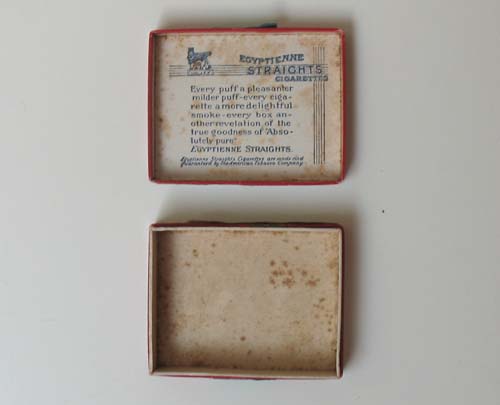 EGYPTIENNE
STRAIGHTS
CIGARETTES
Every puff a pleasanter
milder puff-every ciga-
rette a more delightful
smoke-every box an-
other revelation of the
true goodness of "Abso-
lutely pure"
EGYPTIENNE STRAIGHTS.
Egyptienne Straights Cigarettes are made and
guaranteed by the American Tobacco Company.